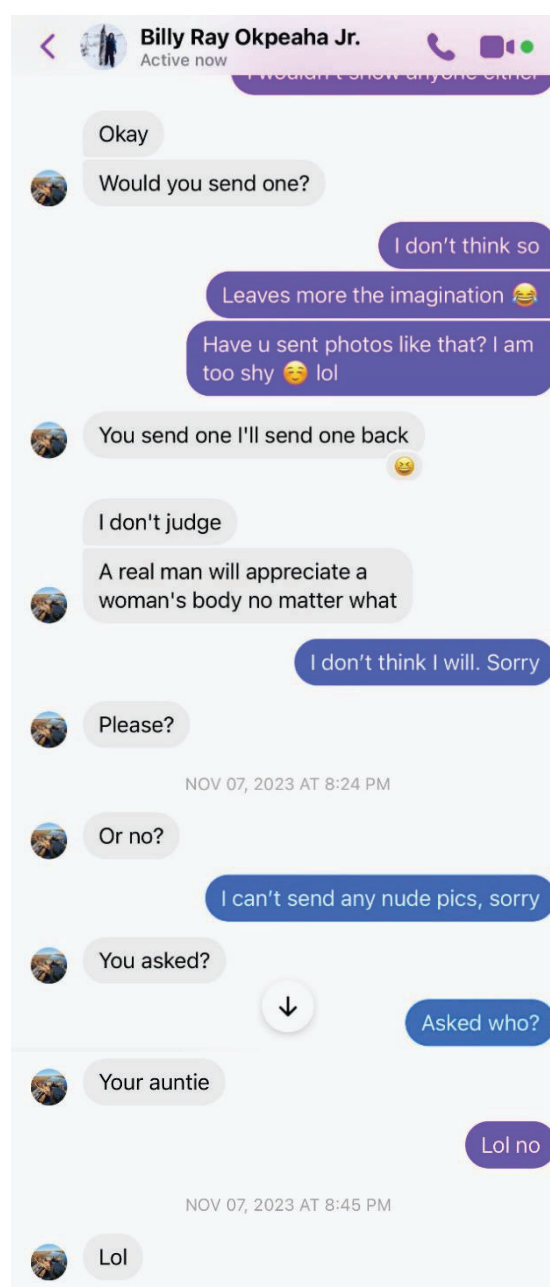 Billy Ray Okpeaha Jr.
Active now
I wouldn't show anyone either
Okay
Would you send one?
I don't think so
Leaves more the imagination 😂
Have u sent photos like that? I am
too shy ☺️ lol
You send one I'll send one back
😆
I don't judge
A real man will appreciate a
woman's body no matter what
I don't think I will. Sorry
Please?
NOV 07, 2023 AT 8:24 PM
Or no?
I can't send any nude pics, sorry
You asked?
Asked who?
Your auntie
Lol no
NOV 07, 2023 AT 8:45 PM
Lol